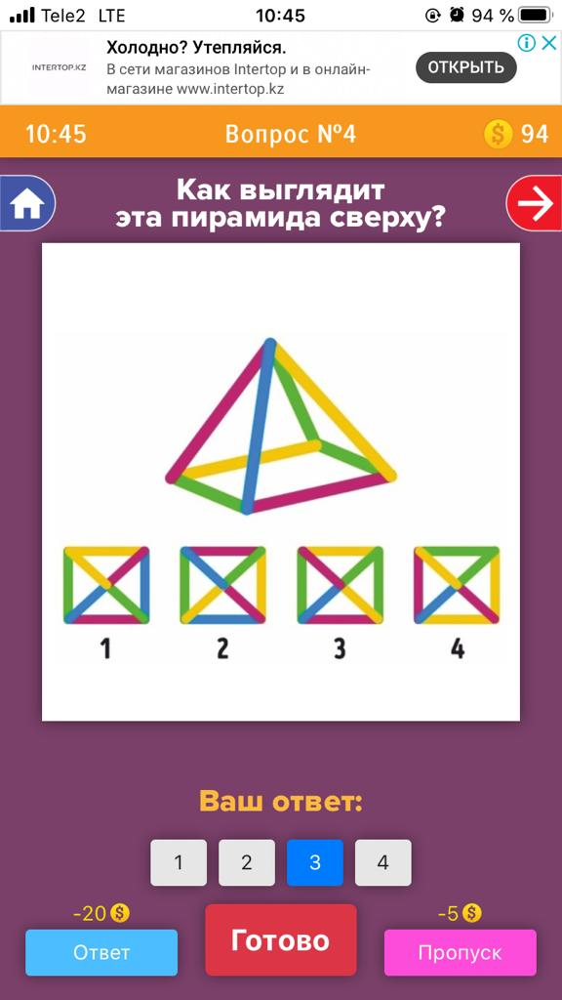 Tele2 LTE 10:45 94 %
INTERTOP.KZ
Холодно? Утепляйся.
В сети магазинов Intertop и в онлайн-
магазине www.intertop.kz
ОТКРЫТЬ
10:45 Вопрос №4 $ 94
Как выглядит
эта пирамида сверху?
1 2 3 4
Ваш ответ:
1 2 3 4
-20 $
Ответ
Готово
-5 $
Пропуск